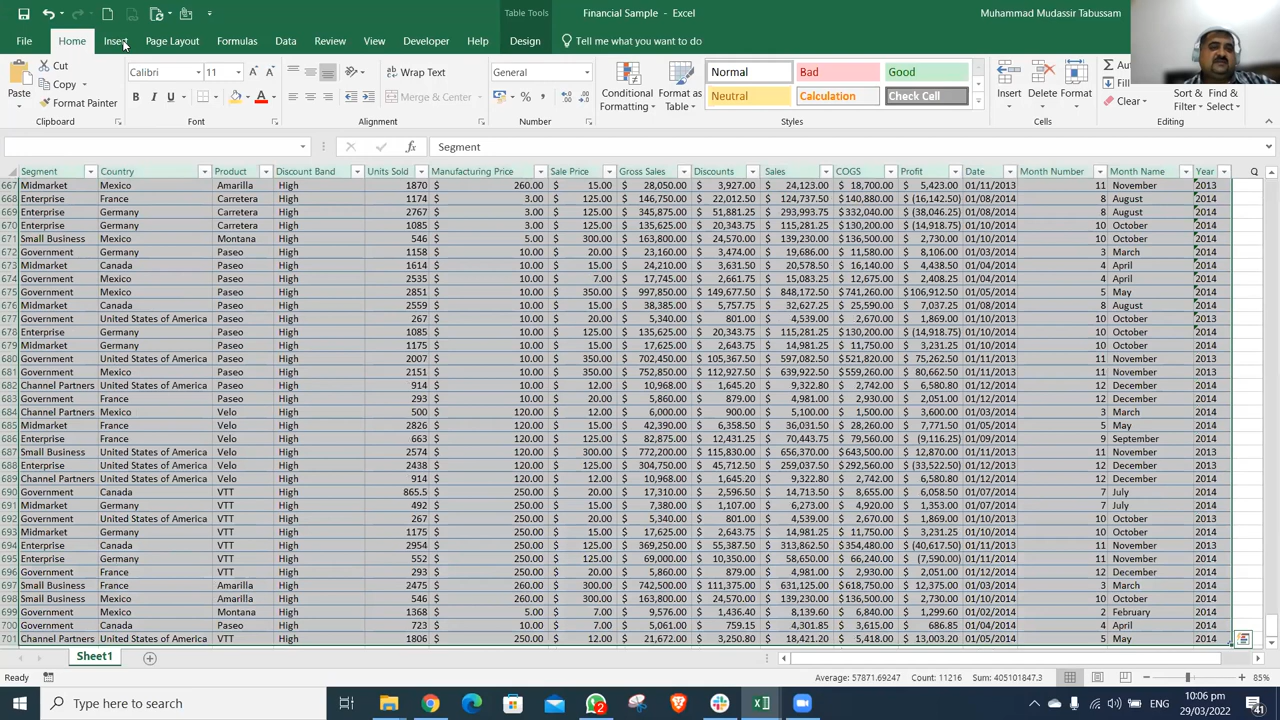 Table Tools
Financial Sample - Excel
Muhammad Mudassir Tabussam
File Home Insert Page Layout Formulas Data Review View Developer Help Design Tell me what you want to do
Paste Cut Copy Format Painter
Calibri 11
B I U A
Wrap Text
Merge & Center
General
$ % ,
Conditional Formatting
Format as Table
Normal Bad Good
Neutral Calculation Check Cell
Insert Delete Format
Fill
Clear
Sort & Filter
Find & Select
Clipboard Font Alignment Number Styles Cells Editing
fx Segment
Segment Country Product Discount Band Units Sold Manufacturing Price Sale Price Gross Sales Discounts Sales COGS Profit Date Month Number Month Name Year Q
667 Midmarket Mexico Amarilla High 1870 $ 260.00 $ 15.00 $ 28,050.00 $ 3,927.00 $ 24,123.00 $ 18,700.00 $ 5,423.00 01/11/2013 11 November 2013
668 Enterprise France Carretera High 1174 $ 3.00 $ 125.00 $ 146,750.00 $ 22,012.50 $ 124,737.50 $ 140,880.00 $ (16,142.50) 01/08/2014 8 August 2014
669 Enterprise Germany Carretera High 2767 $ 3.00 $ 125.00 $ 345,875.00 $ 51,881.25 $ 293,993.75 $ 332,040.00 $ (38,046.25) 01/08/2014 8 August 2014
670 Enterprise Germany Carretera High 1085 $ 3.00 $ 125.00 $ 135,625.00 $ 20,343.75 $ 115,281.25 $ 130,200.00 $ (14,918.75) 01/10/2014 10 October 2014
671 Small Business Mexico Montana High 546 $ 5.00 $ 300.00 $ 163,800.00 $ 24,570.00 $ 139,230.00 $ 136,500.00 $ 2,730.00 01/10/2014 10 October 2014
672 Government Germany Paseo High 1158 $ 10.00 $ 20.00 $ 23,160.00 $ 3,474.00 $ 19,686.00 $ 11,580.00 $ 8,106.00 01/03/2014 3 March 2014
673 Midmarket Canada Paseo High 1614 $ 10.00 $ 15.00 $ 24,210.00 $ 3,631.50 $ 20,578.50 $ 16,140.00 $ 4,438.50 01/04/2014 4 April 2014
674 Government Mexico Paseo High 2535 $ 10.00 $ 7.00 $ 17,745.00 $ 2,661.75 $ 15,083.25 $ 12,675.00 $ 2,408.25 01/04/2014 4 April 2014
675 Government Mexico Paseo High 2851 $ 10.00 $ 350.00 $ 997,850.00 $ 149,677.50 $ 848,172.50 $ 741,260.00 $ 106,912.50 01/05/2014 5 May 2014
676 Midmarket Canada Paseo High 2559 $ 10.00 $ 15.00 $ 38,385.00 $ 5,757.75 $ 32,627.25 $ 25,590.00 $ 7,037.25 01/08/2014 8 August 2014
677 Government United States of America Paseo High 267 $ 10.00 $ 20.00 $ 5,340.00 $ 801.00 $ 4,539.00 $ 2,670.00 $ 1,869.00 01/10/2013 10 October 2013
678 Enterprise Germany Paseo High 1085 $ 10.00 $ 125.00 $ 135,625.00 $ 20,343.75 $ 115,281.25 $ 130,200.00 $ (14,918.75) 01/10/2014 10 October 2014
679 Midmarket Germany Paseo High 1175 $ 10.00 $ 15.00 $ 17,625.00 $ 2,643.75 $ 14,981.25 $ 11,750.00 $ 3,231.25 01/10/2014 10 October 2014
680 Government United States of America Paseo High 2007 $ 10.00 $ 350.00 $ 702,450.00 $ 105,367.50 $ 597,082.50 $ 521,820.00 $ 75,262.50 01/11/2013 11 November 2013
681 Government Mexico Paseo High 2151 $ 10.00 $ 350.00 $ 752,850.00 $ 112,927.50 $ 639,922.50 $ 559,260.00 $ 80,662.50 01/11/2013 11 November 2013
682 Channel Partners United States of America Paseo High 914 $ 10.00 $ 12.00 $ 10,968.00 $ 1,645.20 $ 9,322.80 $ 2,742.00 $ 6,580.80 01/12/2014 12 December 2014
683 Government France Paseo High 293 $ 10.00 $ 20.00 $ 5,860.00 $ 879.00 $ 4,981.00 $ 2,930.00 $ 2,051.00 01/12/2014 12 December 2014
684 Channel Partners Mexico Velo High 500 $ 120.00 $ 12.00 $ 6,000.00 $ 900.00 $ 5,100.00 $ 1,500.00 $ 3,600.00 01/03/2014 3 March 2014
685 Midmarket France Velo High 2826 $ 120.00 $ 15.00 $ 42,390.00 $ 6,358.50 $ 36,031.50 $ 28,260.00 $ 7,771.50 01/05/2014 5 May 2014
686 Enterprise France Velo High 663 $ 120.00 $ 125.00 $ 82,875.00 $ 12,431.25 $ 70,443.75 $ 79,560.00 $ (9,116.25) 01/09/2014 9 September 2014
687 Small Business United States of America Velo High 2574 $ 120.00 $ 300.00 $ 772,200.00 $ 115,830.00 $ 656,370.00 $ 643,500.00 $ 12,870.00 01/11/2013 11 November 2013
688 Enterprise United States of America Velo High 2438 $ 120.00 $ 125.00 $ 304,750.00 $ 45,712.50 $ 259,037.50 $ 292,560.00 $ (33,522.50) 01/12/2013 12 December 2013
689 Channel Partners United States of America Velo High 914 $ 120.00 $ 12.00 $ 10,968.00 $ 1,645.20 $ 9,322.80 $ 2,742.00 $ 6,580.80 01/12/2014 12 December 2014
690 Government Canada VTT High 865.5 $ 250.00 $ 20.00 $ 17,310.00 $ 2,596.50 $ 14,713.50 $ 8,655.00 $ 6,058.50 01/07/2014 7 July 2014
691 Midmarket Germany VTT High 492 $ 250.00 $ 15.00 $ 7,380.00 $ 1,107.00 $ 6,273.00 $ 4,920.00 $ 1,353.00 01/07/2014 7 July 2014
692 Government United States of America VTT High 267 $ 250.00 $ 20.00 $ 5,340.00 $ 801.00 $ 4,539.00 $ 2,670.00 $ 1,869.00 01/10/2013 10 October 2013
693 Midmarket Germany VTT High 1175 $ 250.00 $ 15.00 $ 17,625.00 $ 2,643.75 $ 14,981.25 $ 11,750.00 $ 3,231.25 01/10/2014 10 October 2014
694 Enterprise Canada VTT High 2954 $ 250.00 $ 125.00 $ 369,250.00 $ 55,387.50 $ 313,862.50 $ 354,480.00 $ (40,617.50) 01/11/2013 11 November 2013
695 Enterprise Germany VTT High 552 $ 250.00 $ 125.00 $ 69,000.00 $ 10,350.00 $ 58,650.00 $ 66,240.00 $ (7,590.00) 01/11/2014 11 November 2014
696 Government France VTT High 293 $ 250.00 $ 20.00 $ 5,860.00 $ 879.00 $ 4,981.00 $ 2,930.00 $ 2,051.00 01/12/2014 12 December 2014
697 Small Business France Amarilla High 2475 $ 260.00 $ 300.00 $ 742,500.00 $ 111,375.00 $ 631,125.00 $ 618,750.00 $ 12,375.00 01/03/2014 3 March 2014
698 Small Business Mexico Amarilla High 546 $ 260.00 $ 300.00 $ 163,800.00 $ 24,570.00 $ 139,230.00 $ 136,500.00 $ 2,730.00 01/10/2014 10 October 2014
699 Government Mexico Montana High 1368 $ 5.00 $ 7.00 $ 9,576.00 $ 1,436.40 $ 8,139.60 $ 6,840.00 $ 1,299.60 01/02/2014 2 February 2014
700 Government Canada Paseo High 723 $ 10.00 $ 7.00 $ 5,061.00 $ 759.15 $ 4,301.85 $ 3,615.00 $ 686.85 01/04/2014 4 April 2014
701 Channel Partners United States of America VTT High 1806 $ 250.00 $ 12.00 $ 21,672.00 $ 3,250.80 $ 18,421.20 $ 5,418.00 $ 13,003.20 01/05/2014 5 May 2014
Sheet1
Ready Average: 57871.69247 Count: 11216 Sum: 405101847.3 85%
Type here to search
2
ENG
10:06 pm
29/03/2022
41